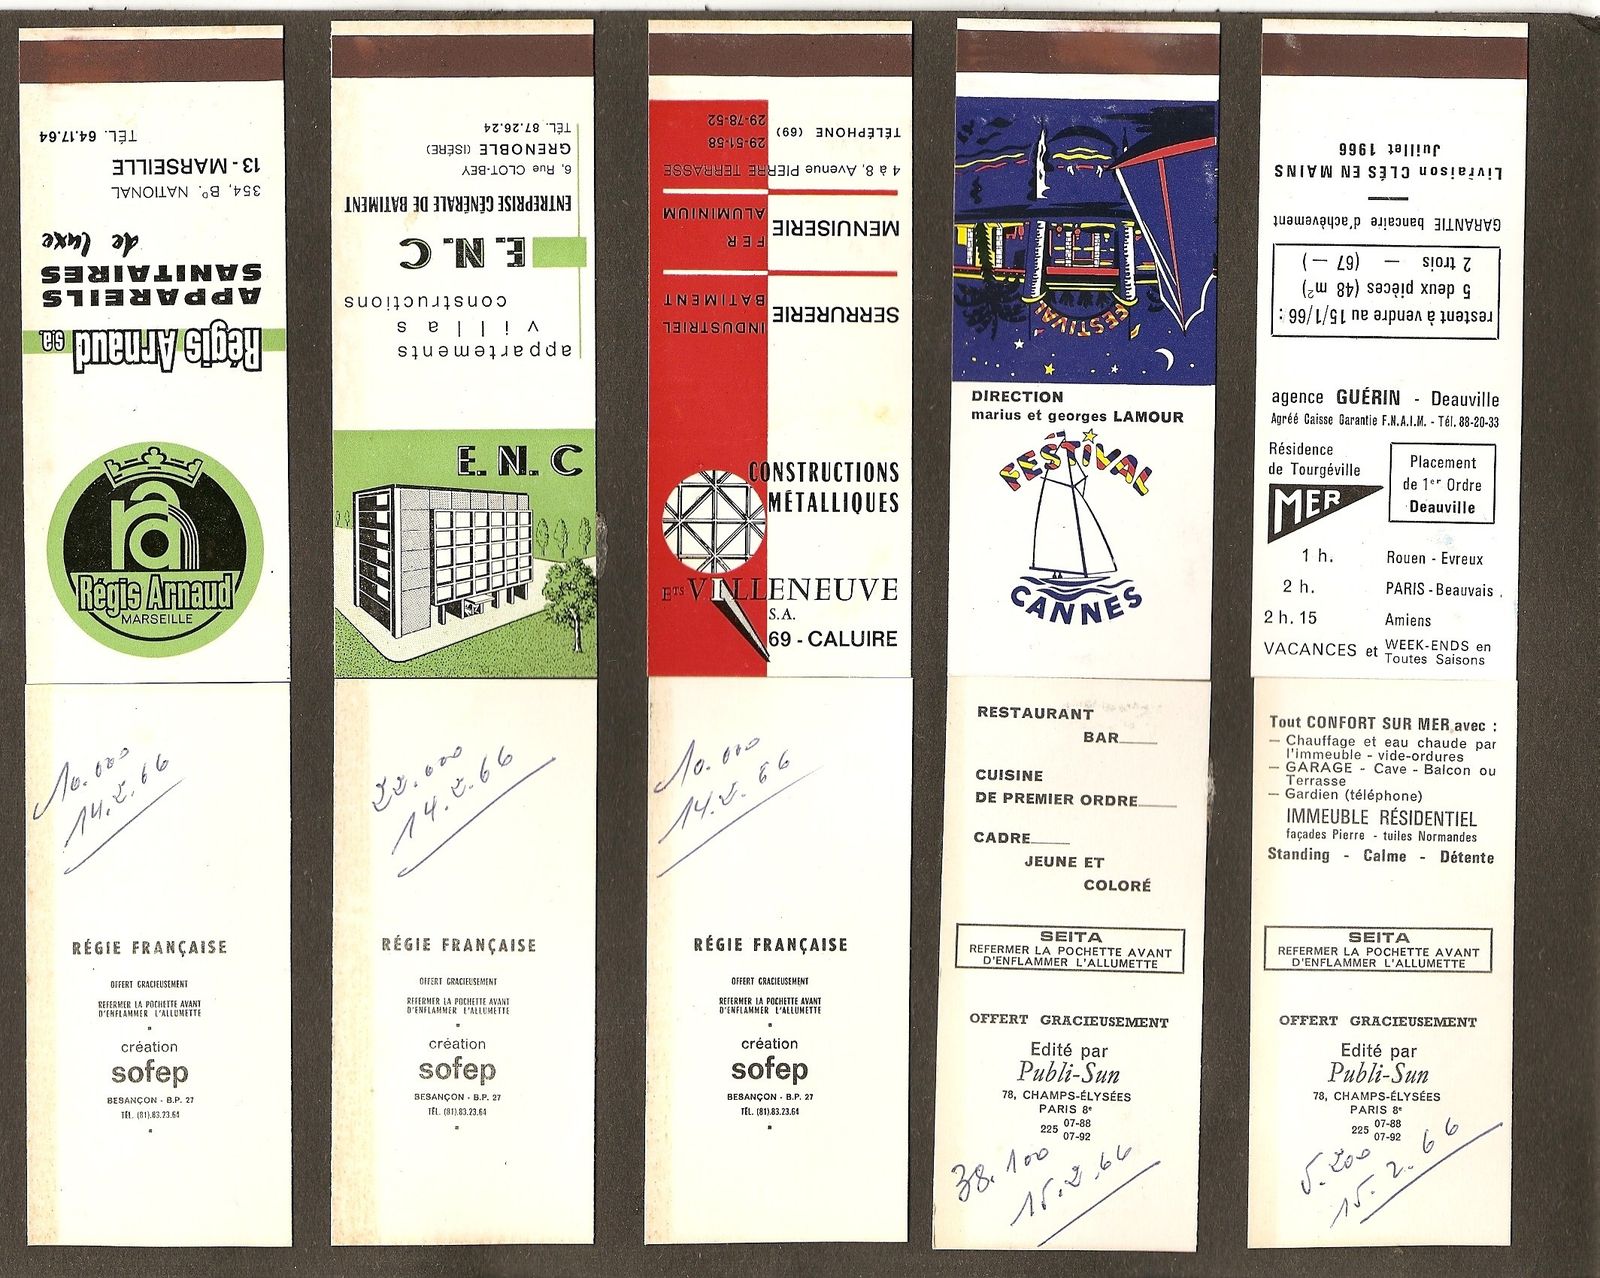 TÉL. 64.17.64
13 - MARSEILLE
354, Bᴰ. NATIONAL
de luxe
SANITAIRES
APPAREILS
Régis Arnaud s.a.
ra
Régis Arnaud
MARSEILLE
10.000
14.2.66
RÉGIE FRANÇAISE
OFFERT GRACIEUSEMENT
REFERMER LA POCHETTE AVANT
D'ENFLAMMER L'ALLUMETTE
création
sofep
BESANÇON - B.P. 27
TÉL. (81).83.23.64
TÉL. 87.26.24
GRENOBLE (ISÈRE)
6, Rue CLOT-BEY
ENTREPRISE GÉNÉRALE DE BATIMENT
E. N. C
constructions
villas
appartements
E. N. C
22.000
14.2.66
RÉGIE FRANÇAISE
OFFERT GRACIEUSEMENT
REFERMER LA POCHETTE AVANT
D'ENFLAMMER L'ALLUMETTE
création
sofep
BESANÇON - B.P. 27
TÉL. (81).83.23.64
29-78-52
TÉLÉPHONE (69) 29-51-58
4 à 8, Avenue PIERRE TERRASSE
MENUISERIE FER
ALUMINIUM
SERRURERIE BATIMENT
INDUSTRIEL
CONSTRUCTIONS
MÉTALLIQUES
Eᵀˢ VILLENEUVE
S.A.
69 - CALUIRE
10.000
14.2.66
RÉGIE FRANÇAISE
OFFERT GRACIEUSEMENT
REFERMER LA POCHETTE AVANT
D'ENFLAMMER L'ALLUMETTE
création
sofep
BESANÇON - B.P. 27
TÉL. (81).83.23.64
FESTIVAL
DIRECTION
marius et georges LAMOUR
FESTIVAL
CANNES
RESTAURANT
BAR
CUISINE
DE PREMIER ORDRE
CADRE
JEUNE ET
COLORÉ
SEITA
REFERMER LA POCHETTE AVANT
D'ENFLAMMER L'ALLUMETTE
OFFERT GRACIEUSEMENT
Edité par
Publi-Sun
78, CHAMPS-ÉLYSÉES
PARIS 8ᵉ
225 07-88
07-92
38.100
15.2.66
Livraison CLÉS EN MAINS
Juillet 1966
GARANTIE bancaire d'achèvement
restent à vendre au 15/1/66 :
5 deux pièces (48 m²)
2 trois — (67 —)
agence GUÉRIN - Deauville
Agréé Caisse Garantie F.N.A.I.M. - Tél. 88-20-33
Résidence
de Tourgéville
MER
Placement
de 1ᵉʳ Ordre
Deauville
1 h. Rouen - Evreux
2 h. PARIS - Beauvais.
2 h. 15 Amiens
VACANCES et WEEK-ENDS en
Toutes Saisons
Tout CONFORT SUR MER avec :
— Chauffage et eau chaude par
l'immeuble - vide-ordures
— GARAGE - Cave - Balcon ou
Terrasse
— Gardien (téléphone)
IMMEUBLE RÉSIDENTIEL
façades Pierre - tuiles Normandes
Standing - Calme - Détente
SEITA
REFERMER LA POCHETTE AVANT
D'ENFLAMMER L'ALLUMETTE
OFFERT GRACIEUSEMENT
Edité par
Publi-Sun
78, CHAMPS-ÉLYSÉES
PARIS 8ᵉ
225 07-88
07-92
5.200
15.2.66